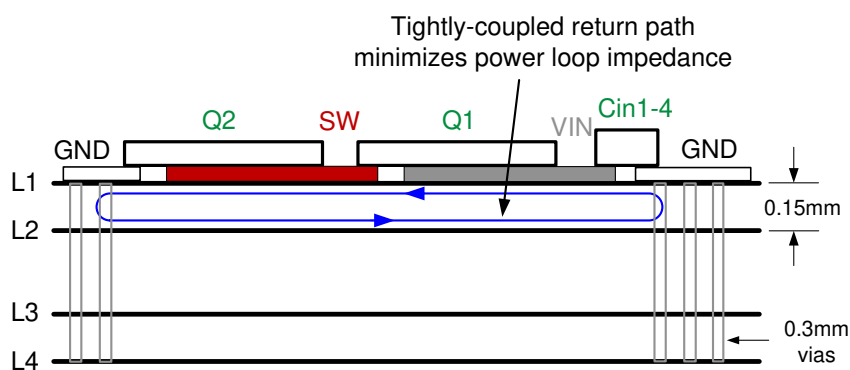 Tightly-coupled return path
minimizes power loop impedance
Cin1-4
Q2
SW
Q1
VIN
GND
GND
L1
0.15mm
L2
L3
0.3mm
vias
L4